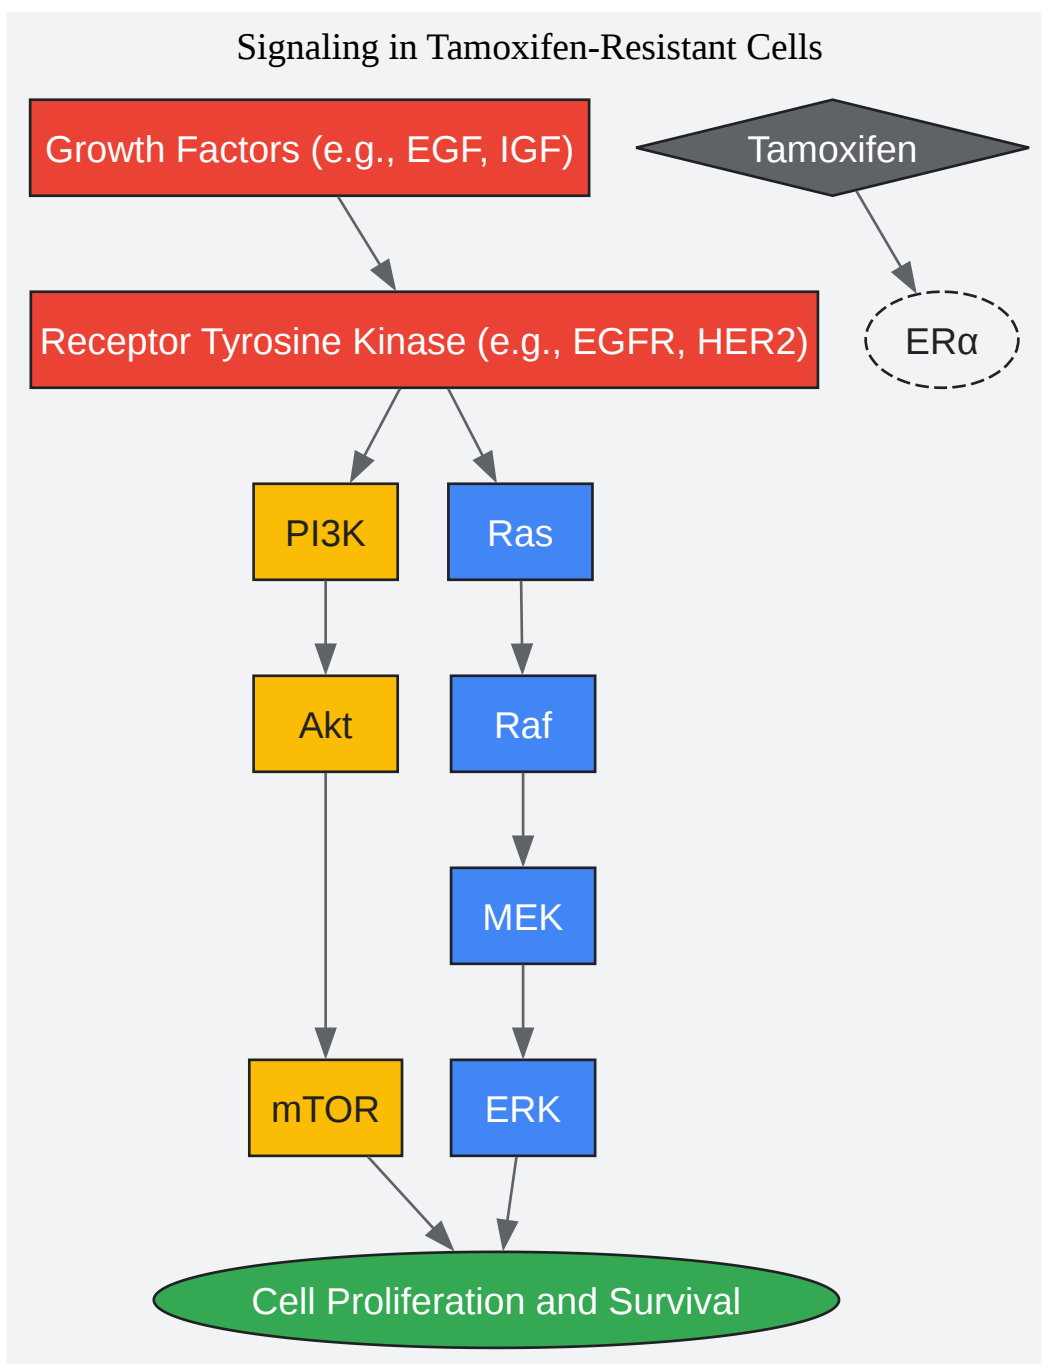 Signaling in Tamoxifen-Resistant Cells
Growth Factors (e.g., EGF, IGF)
Tamoxifen
Receptor Tyrosine Kinase (e.g., EGFR, HER2)
ERα
PI3K
Ras
Akt
Raf
MEK
mTOR
ERK
Cell Proliferation and Survival